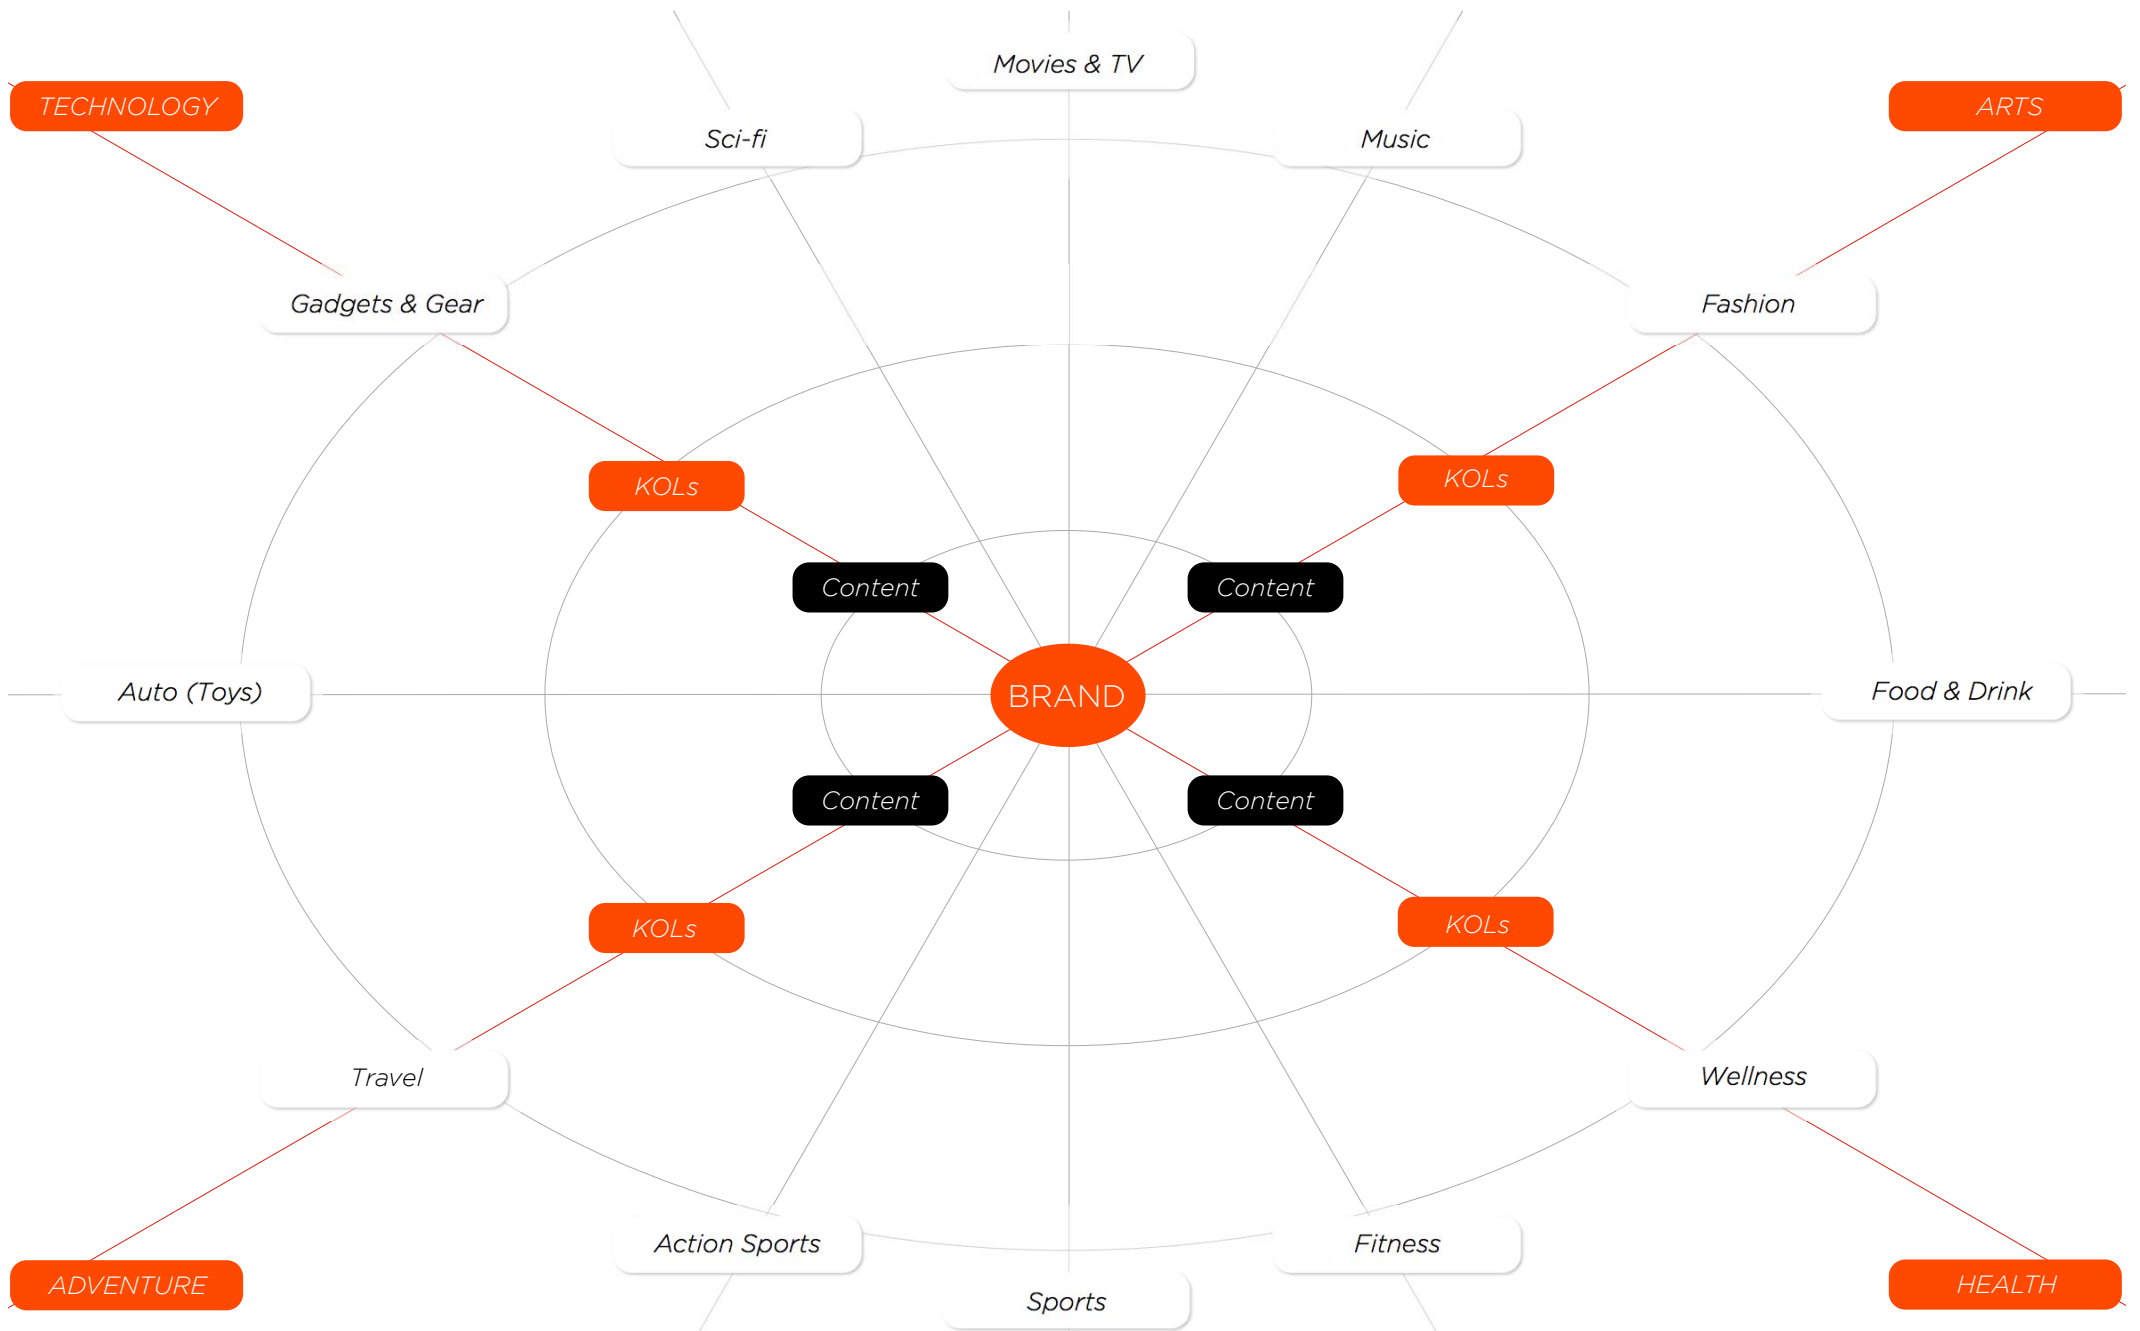 Movies & TV
TECHNOLOGY
ARTS
Sci-fi
Music
Gadgets & Gear
Fashion
KOLs
KOLs
Content
Content
Auto (Toys)
BRAND
Food & Drink
Content
Content
KOLs
KOLs
Travel
Wellness
Action Sports
Fitness
ADVENTURE
Sports
HEALTH